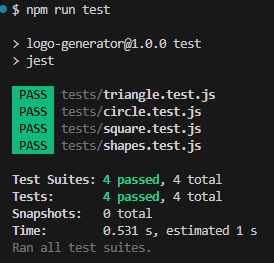 $ npm run test
> logo-generator@1.0.0 test
> jest
PASS tests/triangle.test.js
PASS tests/circle.test.js
PASS tests/square.test.js
PASS tests/shapes.test.js
Test Suites: 4 passed, 4 total
Tests: 4 passed, 4 total
Snapshots: 0 total
Time: 0.531 s, estimated 1 s
Ran all test suites.